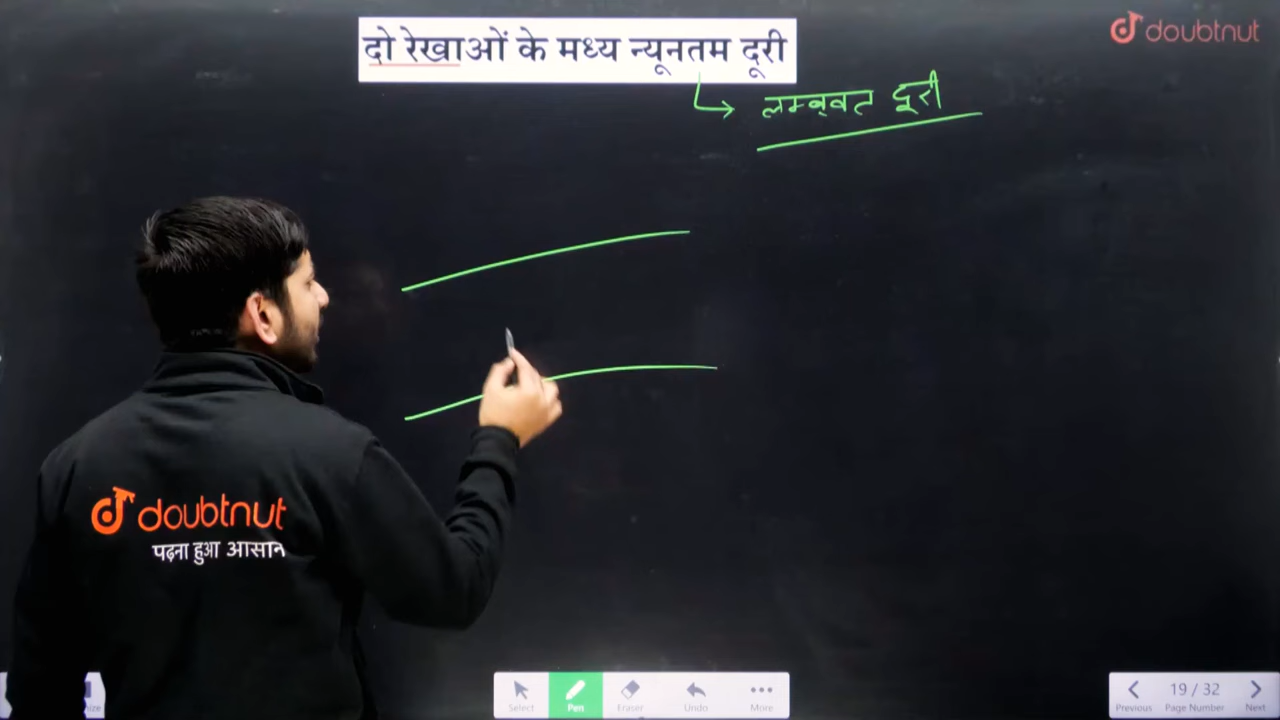 दो रेखाओं के मध्य न्यूनतम दूरी
doubtnut
लम्बवत दूरी
doubtnut
पढ़ना हुआ आसान
Select
Pen
Eraser
Undo
More
19 / 32
Previous
Page Number
Next